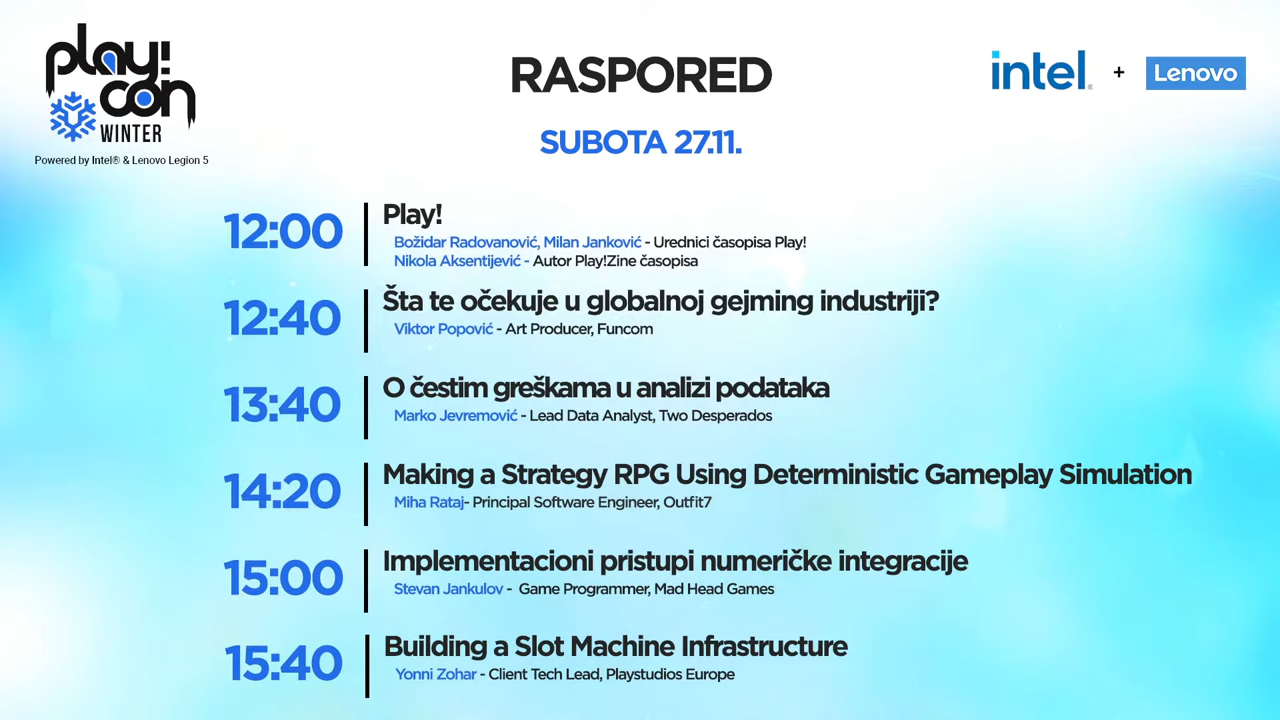 play!
con
WINTER
Powered by Intel® & Lenovo Legion 5
RASPORED
SUBOTA 27.11.
intel®
+
Lenovo
12:00
Play!
Božidar Radovanović, Milan Janković - Urednici časopisa Play!
Nikola Aksentijević - Autor Play!Zine časopisa
12:40
Šta te očekuje u globalnoj gejming industriji?
Viktor Popović - Art Producer, Funcom
13:40
O čestim greškama u analizi podataka
Marko Jevremović - Lead Data Analyst, Two Desperados
14:20
Making a Strategy RPG Using Deterministic Gameplay Simulation
Miha Rataj- Principal Software Engineer, Outfit7
15:00
Implementacioni pristupi numeričke integracije
Stevan Jankulov - Game Programmer, Mad Head Games
15:40
Building a Slot Machine Infrastructure
Yonni Zohar - Client Tech Lead, Playstudios Europe